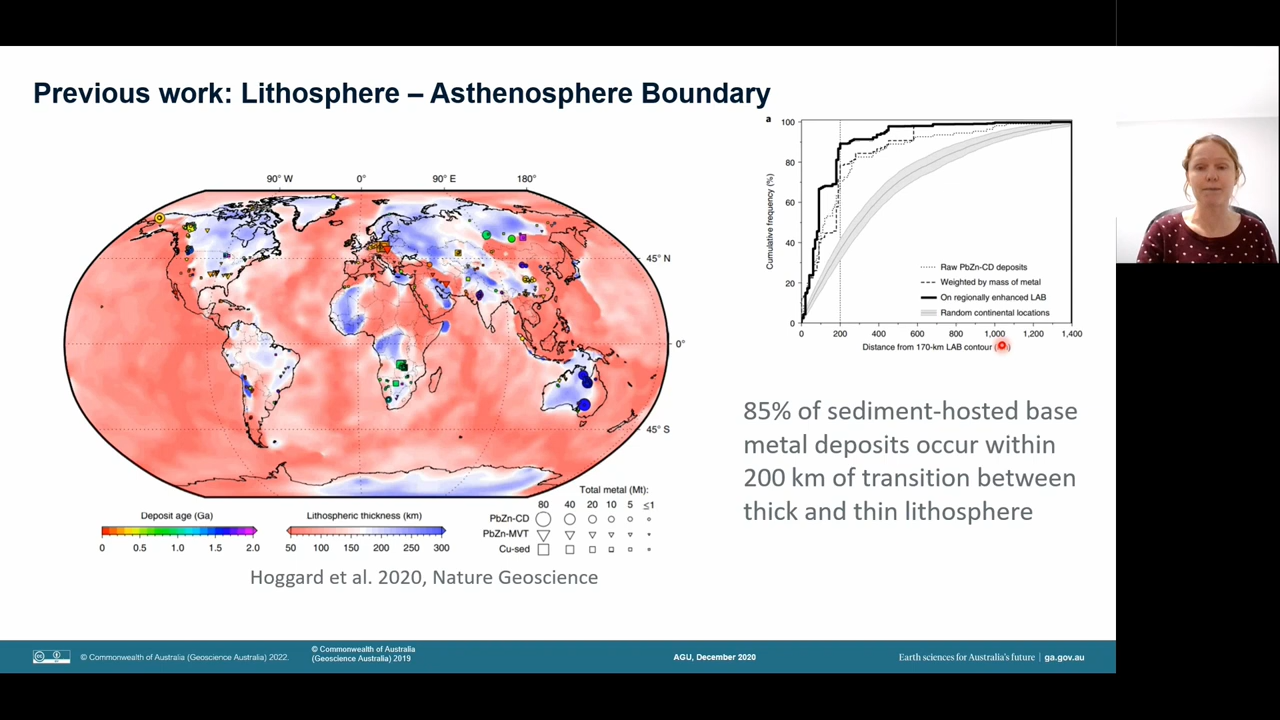 Previous work: Lithosphere – Asthenosphere Boundary
90° W 0° 90° E 180°
45° N
0°
45° S
Deposit age (Ga)
0 0.5 1.0 1.5 2.0
Lithospheric thickness (km)
50 100 150 200 250 300
Total metal (Mt):
80 40 20 10 5 ≤1
PbZn-CD
PbZn-MVT
Cu-sed
Hoggard et al. 2020, Nature Geoscience
a
Cumulative frequency (%)
100
80
60
40
20
0
Raw PbZn-CD deposits
Weighted by mass of metal
On regionally enhanced LAB
Random continental locations
0 200 400 600 800 1,000 1,200 1,400
Distance from 170-km LAB contour
85% of sediment-hosted base
metal deposits occur within
200 km of transition between
thick and thin lithosphere
© Commonwealth of Australia (Geoscience Australia) 2022.
© Commonwealth of Australia
(Geoscience Australia) 2019
AGU, December 2020
Earth sciences for Australia's future | ga.gov.au